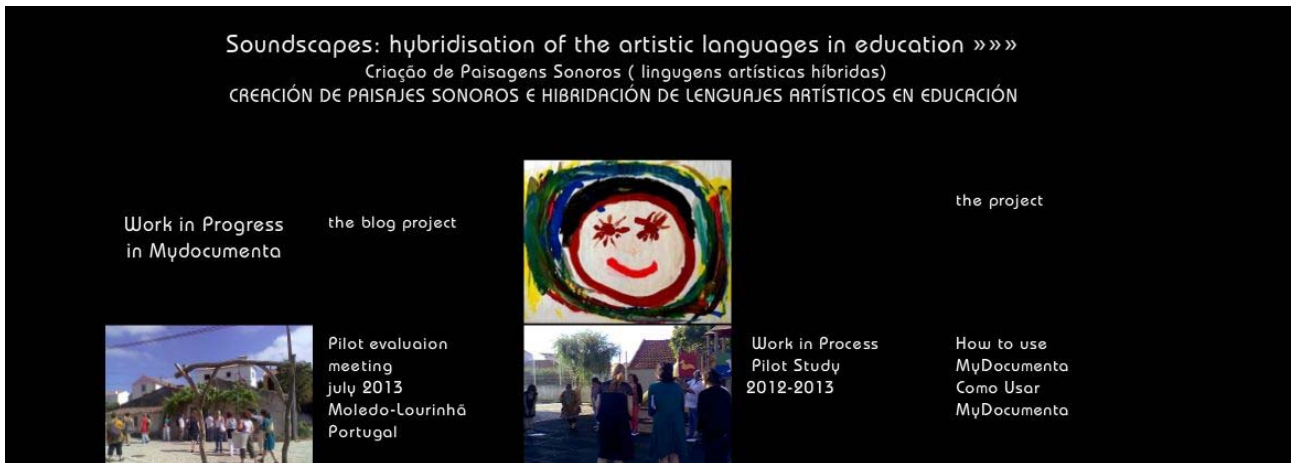 Soundscapes: hybridisation of the artistic languages in education »»»
Criação de Paisagens Sonoros ( lingugens artísticas híbridas)
CREACIÓN DE PAISAJES SONOROS E HIBRIDACIÓN DE LENGUAJES ARTÍSTICOS EN EDUCACIÓN
Work in Progress
in Mydocumenta
the blog project
the project
Pilot evaluaion
meeting
july 2013
Moledo-Lourinhã
Portugal
Work in Process
Pilot Study
2012-2013
How to use
MyDocumenta
Como Usar
MyDocumenta